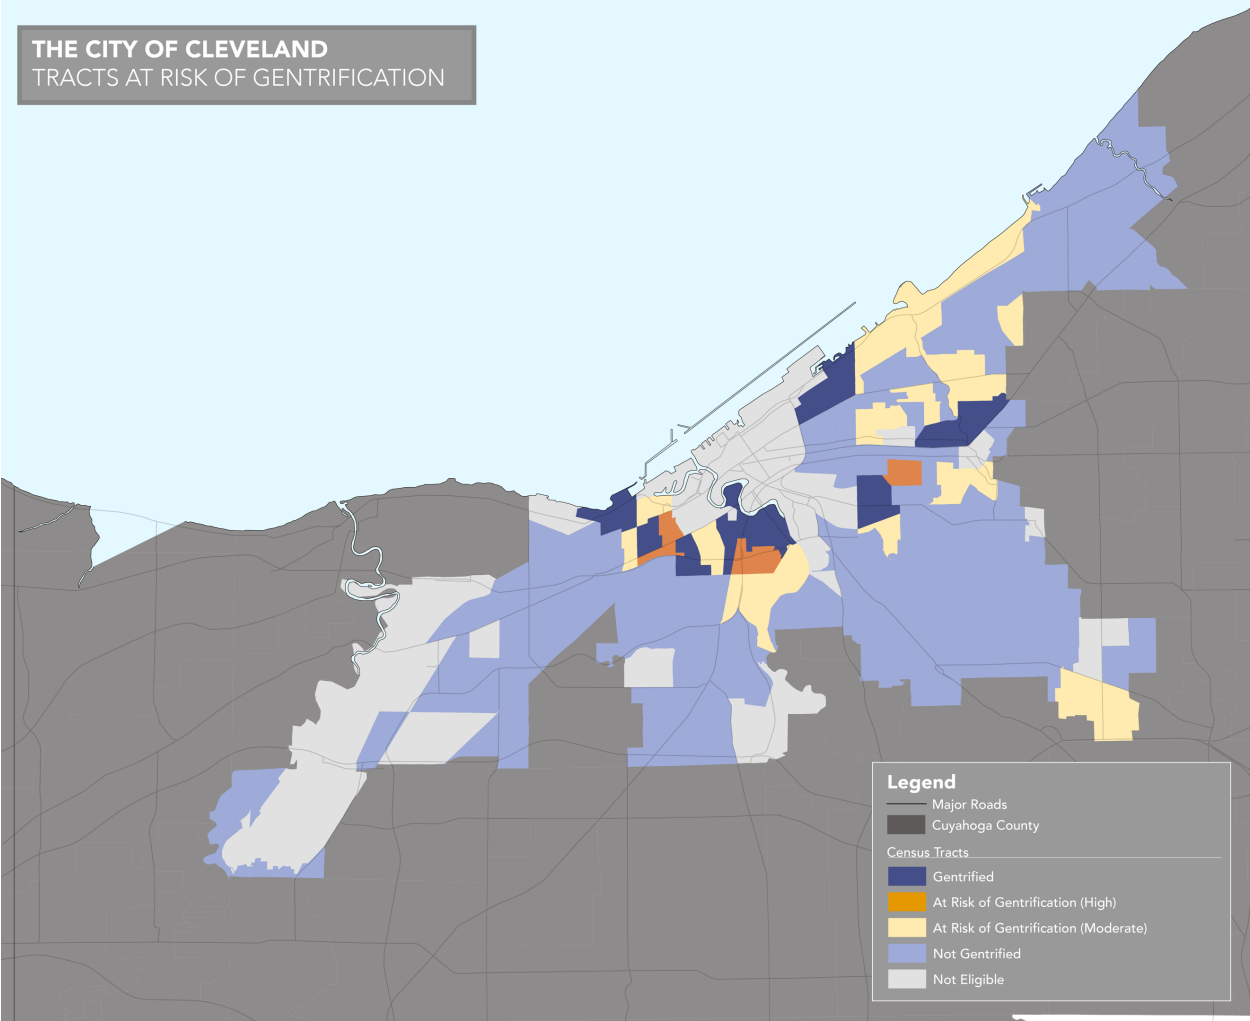 THE CITY OF CLEVELAND
TRACTS AT RISK OF GENTRIFICATION
Legend
Major Roads
Cuyahoga County
Census Tracts
Gentrified
At Risk of Gentrification (High)
At Risk of Gentrification (Moderate)
Not Gentrified
Not Eligible